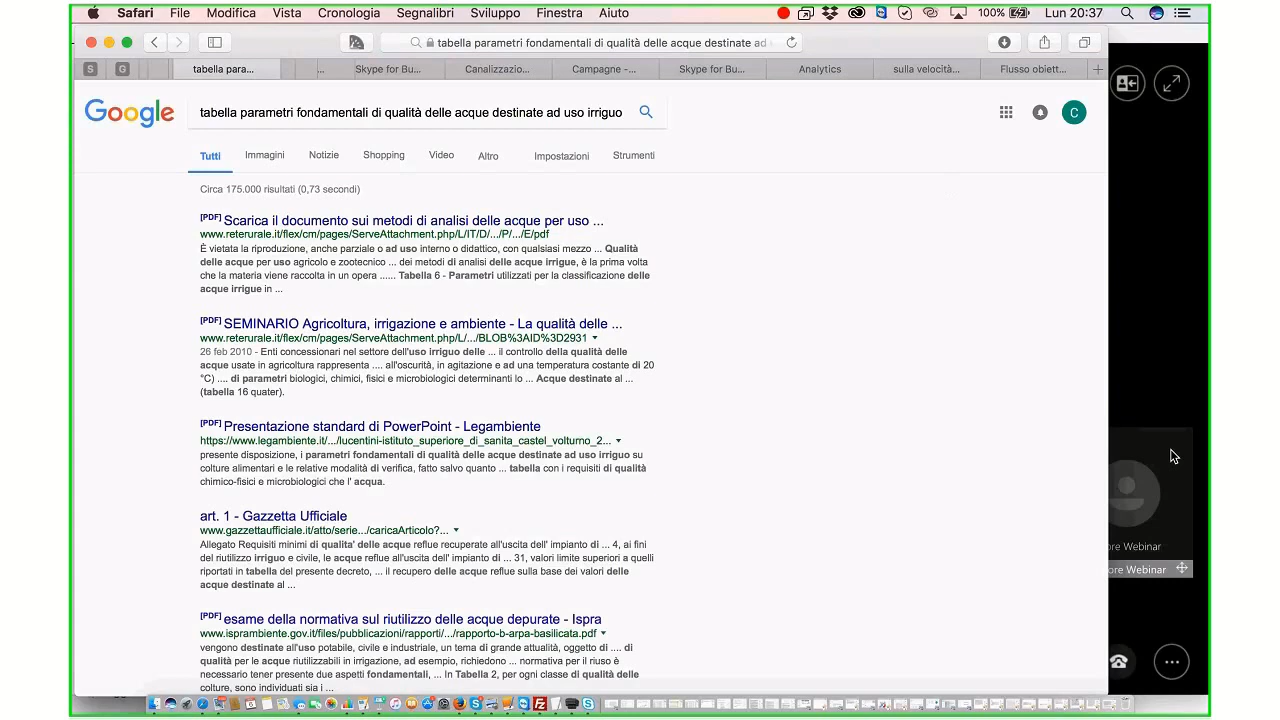 Safari File Modifica Vista Cronologia Segnalibri Sviluppo Finestra Aiuto 100% Lun 20:37
tabella parametri fondamentali di qualità delle acque destinate ad
S G tabella para... ... Skype for Bu... Canalizzazio... Campagne -... Skype for Bu... Analytics sulla velocità... Flusso obiett... +
Google tabella parametri fondamentali di qualità delle acque destinate ad uso irriguo C
Tutti Immagini Notizie Shopping Video Altro Impostazioni Strumenti
Circa 175.000 risultati (0,73 secondi)
[PDF] Scarica il documento sui metodi di analisi delle acque per uso ...
www.reterurale.it/flex/cm/pages/ServeAttachment.php/L/IT/D/.../P/.../E/pdf
È vietata la riproduzione, anche parziale o ad uso interno o didattico, con qualsiasi mezzo ... Qualità
delle acque per uso agricolo e zootecnico ... dei metodi di analisi delle acque irrigue, è la prima volta
che la materia viene raccolta in un opera ...... Tabella 6 - Parametri utilizzati per la classificazione delle
acque irrigue in ...
[PDF] SEMINARIO Agricoltura, irrigazione e ambiente - La qualità delle ...
www.reterurale.it/flex/cm/pages/ServeAttachment.php/L/.../BLOB%3AID%3D2931
26 feb 2010 - Enti concessionari nel settore dell'uso irriguo delle ... il controllo della qualità delle
acque usate in agricoltura rappresenta .... all'oscurità, in agitazione e ad una temperatura costante di 20
°C) .... di parametri biologici, chimici, fisici e microbiologici determinanti lo ... Acque destinate al ...
(tabella 16 quater).
[PDF] Presentazione standard di PowerPoint - Legambiente
https://www.legambiente.it/.../lucentini-istituto_superiore_di_sanita_castel_volturno_2...
presente disposizione, i parametri fondamentali di qualità delle acque destinate ad uso irriguo su
colture alimentari e le relative modalità di verifica, fatto salvo quanto ... tabella con i requisiti di qualità
chimico-fisici e microbiologici che l' acqua.
art. 1 - Gazzetta Ufficiale
www.gazzettaufficiale.it/atto/serie.../caricaArticolo?...
Allegato Requisiti minimi di qualita' delle acque reflue recuperate all'uscita dell' impianto di ... 4, ai fini
del riutilizzo irriguo e civile, le acque reflue all'uscita dell' impianto di ... 31, valori limite superiori a quelli
riportati in tabella del presente decreto, ... il recupero delle acque reflue sulla base dei valori delle
acque destinate al ...
[PDF] esame della normativa sul riutilizzo delle acque depurate - Ispra
www.isprambiente.gov.it/files/pubblicazioni/rapporti/.../rapporto-b-arpa-basilicata.pdf
vengono destinate all'uso potabile, civile e industriale, un tema di grande attualità, oggetto di .... di
qualità per le acque riutilizzabili in irrigazione, ad esempio, richiedono ... normativa per il riuso è
necessario tener presente due aspetti fondamentali, ... In Tabella 2, per ogni classe di qualità delle
colture, sono individuati sia i ...
ore Webinar
ore Webinar